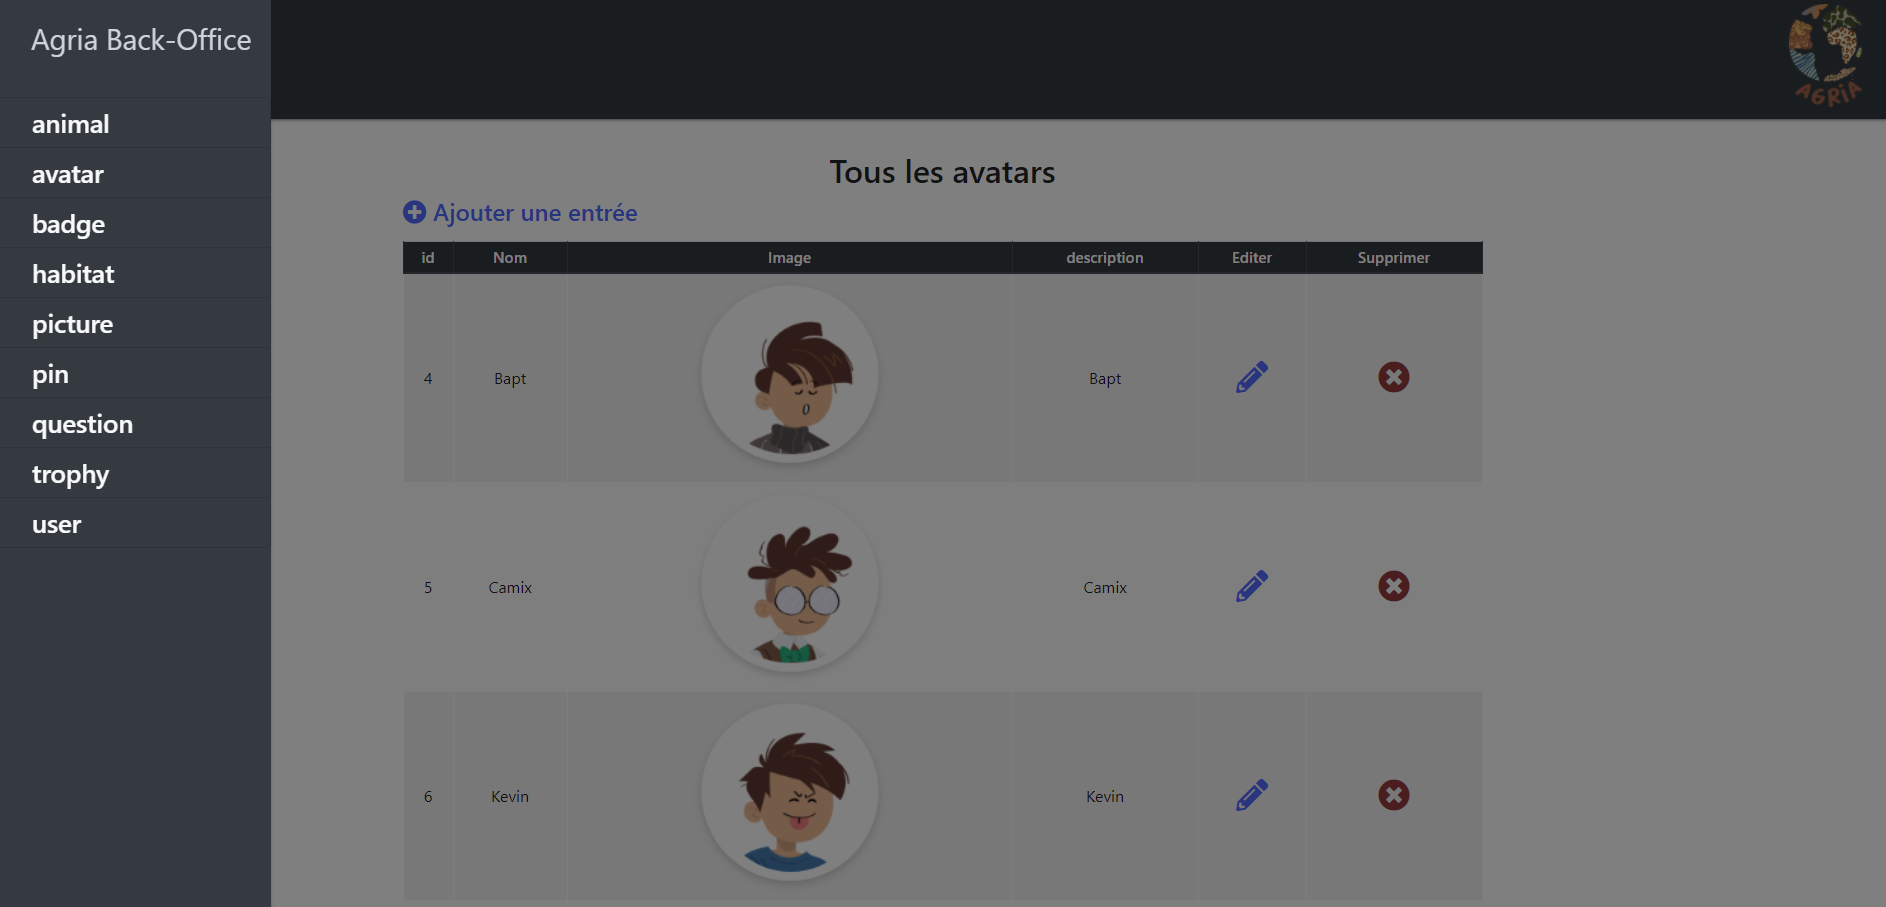 Agria Back-Office
animal
avatar
badge
habitat
picture
pin
question
trophy
user
AGRiA
Tous les avatars
Ajouter une entrée
id Nom Image description Editer Supprimer
4 Bapt Bapt
5 Camix Camix
6 Kevin Kevin